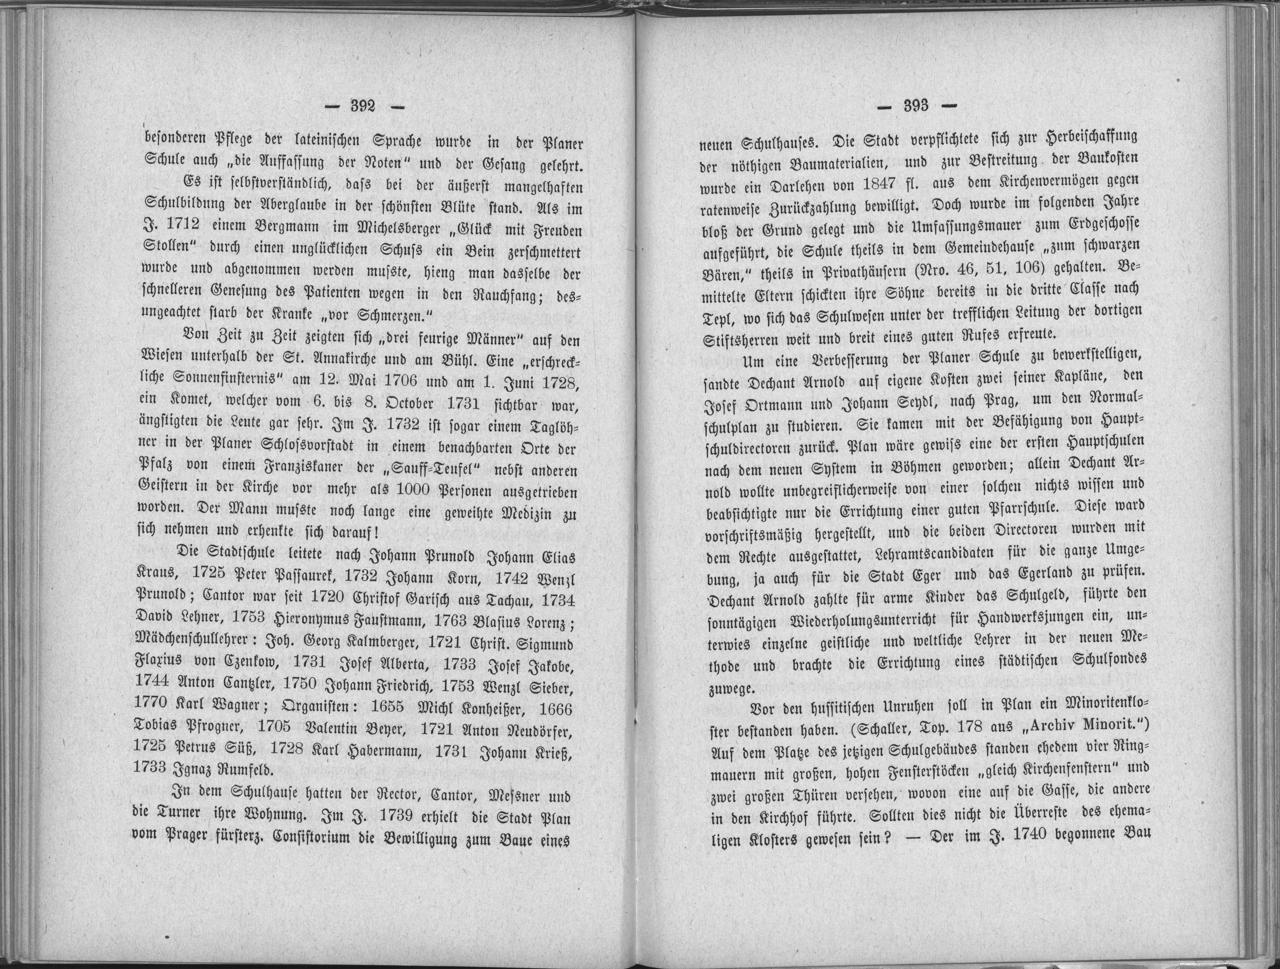 — 392 —
besonderen Pflege der lateinischen Sprache wurde in der Planer
Schule auch „die Auffassung der Noten“ und der Gesang gelehrt.
Es ist selbstverständlich, dass bei der äußerst mangelhaften
Schulbildung der Aberglaube in der schönsten Blüte stand. Als im
J. 1712 einem Bergmann im Michelsberger „Glück mit Freuden
Stollen“ durch einen unglücklichen Schuss ein Bein zerschmettert
wurde und abgenommen werden musste, hieng man dasselbe der
schnelleren Genesung des Patienten wegen in den Rauchfang; des-
ungeachtet starb der Kranke „vor Schmerzen.“
Von Zeit zu Zeit zeigten sich „drei feurige Männer“ auf den
Wiesen unterhalb der St. Annakirche und am Bühl. Eine „erschreck-
liche Sonnenfinsternis“ am 12. Mai 1706 und am 1. Juni 1728,
ein Komet, welcher vom 6. bis 8. October 1731 sichtbar war,
ängstigten die Leute gar sehr. Im J. 1732 ist sogar einem Taglöh-
ner in der Planer Schlossvorstadt in einem benachbarten Orte der
Pfalz von einem Franziskaner der „Sauff-Teufel“ nebst anderen
Geistern in der Kirche vor mehr als 1000 Personen ausgetrieben
worden. Der Mann musste noch lange eine geweihte Medizin zu
sich nehmen und erhenkte sich darauf!
Die Stadtschule leitete nach Johann Prunold Johann Elias
Kraus, 1725 Peter Passaurek, 1732 Johann Korn, 1742 Wenzl
Prunold; Cantor war seit 1720 Christof Garisch aus Tachau, 1734
David Lehner, 1753 Hieronymus Faustmann, 1763 Blasius Lorenz;
Mädchenschullehrer: Joh. Georg Kalmberger, 1721 Christ. Sigmund
Flaxius von Czenkow, 1731 Josef Alberta, 1733 Josef Jakobe,
1744 Anton Cantzler, 1750 Johann Friedrich, 1753 Wenzl Sieber,
1770 Karl Wagner; Organisten: 1655 Michl Konheißer, 1666
Tobias Pfrogner, 1705 Valentin Beyer, 1721 Anton Neudörfer,
1725 Petrus Süß, 1728 Karl Habermann, 1731 Johann Krieß,
1733 Ignaz Rumfeld.
In dem Schulhause hatten der Rector, Cantor, Messner und
die Turner ihre Wohnung. Im J. 1739 erhielt die Stadt Plan
vom Prager fürsterz. Consistorium die Bewilligung zum Baue eines
— 393 —
neuen Schulhauses. Die Stadt verpflichtete sich zur Herbeischaffung
der nöthigen Baumaterialien, und zur Bestreitung der Baukosten
wurde ein Darlehen von 1847 fl. aus dem Kirchenvermögen gegen
ratenweise Zurückzahlung bewilligt. Doch wurde im folgenden Jahre
bloß der Grund gelegt und die Umfassungsmauer zum Erdgeschosse
aufgeführt, die Schule theils in dem Gemeindehause „zum schwarzen
Bären,“ theils in Privathäusern (Nro. 46, 51, 106) gehalten. Be-
mittelte Eltern schickten ihre Söhne bereits in die dritte Classe nach
Tepl, wo sich das Schulwesen unter der trefflichen Leitung der dortigen
Stiftsherren weit und breit eines guten Rufes erfreute.
Um eine Verbesserung der Planer Schule zu bewerkstelligen,
sandte Dechant Arnold auf eigene Kosten zwei seiner Kapläne, den
Josef Ortmann und Johann Seydl, nach Prag, um den Normal-
schulplan zu studieren. Sie kamen mit der Befähigung von Haupt-
schuldirectoren zurück. Plan wäre gewiss eine der ersten Hauptschulen
nach dem neuen System in Böhmen geworden; allein Dechant Ar-
nold wollte unbegreiflicherweise von einer solchen nichts wissen und
beabsichtigte nur die Errichtung einer guten Pfarrschule. Diese ward
vorschriftsmäßig hergestellt, und die beiden Directoren wurden mit
dem Rechte ausgestattet, Lehramtscandidaten für die ganze Umge-
bung, ja auch für die Stadt Eger und das Egerland zu prüfen.
Dechant Arnold zahlte für arme Kinder das Schulgeld, führte den
sonntägigen Wiederholungsunterricht für Handwerksjungen ein, un-
terwies einzelne geistliche und weltliche Lehrer in der neuen Me-
thode und brachte die Errichtung eines städtischen Schulfondes
zuwege.
Vor den hussitischen Unruhen soll in Plan ein Minoritenklo-
ster bestanden haben. (Schaller, Top. 178 aus „Archiv Minorit.“)
Auf dem Platze des jetzigen Schulgebäudes standen ehedem vier Ring-
mauern mit großen, hohen Fensterstöcken „gleich Kirchenfenstern“ und
zwei großen Thüren versehen, wovon eine auf die Gasse, die andere
in den Kirchhof führte. Sollten dies nicht die Überreste des ehema-
ligen Klosters gewesen sein? — Der im J. 1740 begonnene Bau